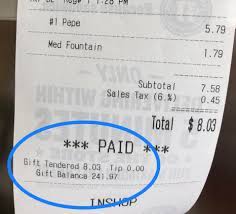 #1 Pepe 5.79
Med Fountain 1.79
Subtotal 7.58
Sales Tax (6.%) 0.45
Total $ 8.03
*** PAID ***
Gift Tendered 8.03 Tip 0.00
Gift Balance 241.97
INSHOP